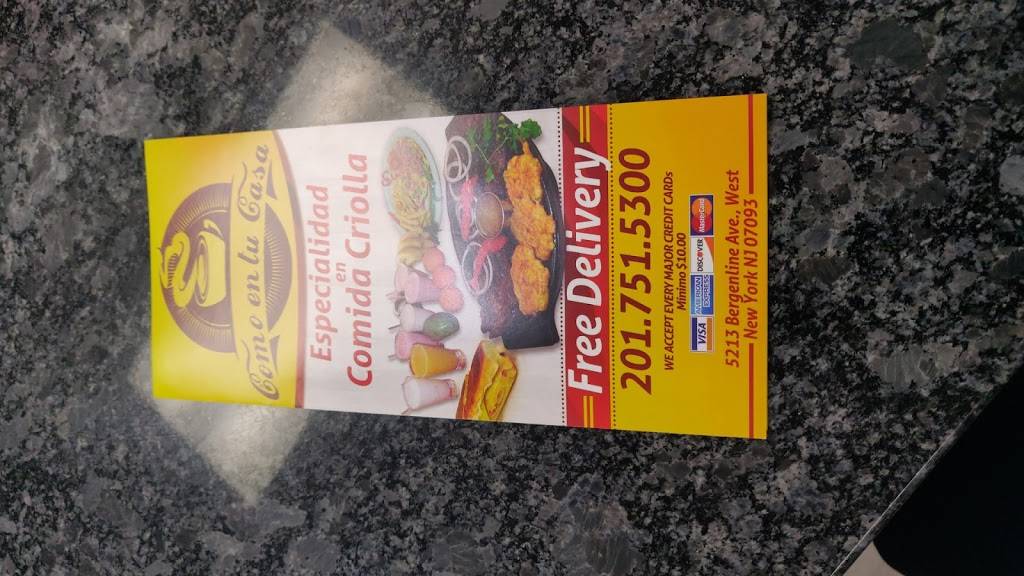 Como en tu Casa
Especialidad
en
Comida Criolla
Free Delivery
201.751.5300
WE ACCEPT EVERY MAJOR CREDIT CARDs
Minimo $10.00
VISA AMERICAN EXPRESS DISCOVER MasterCard
5213 Bergenline Ave., West
New York NJ 07093